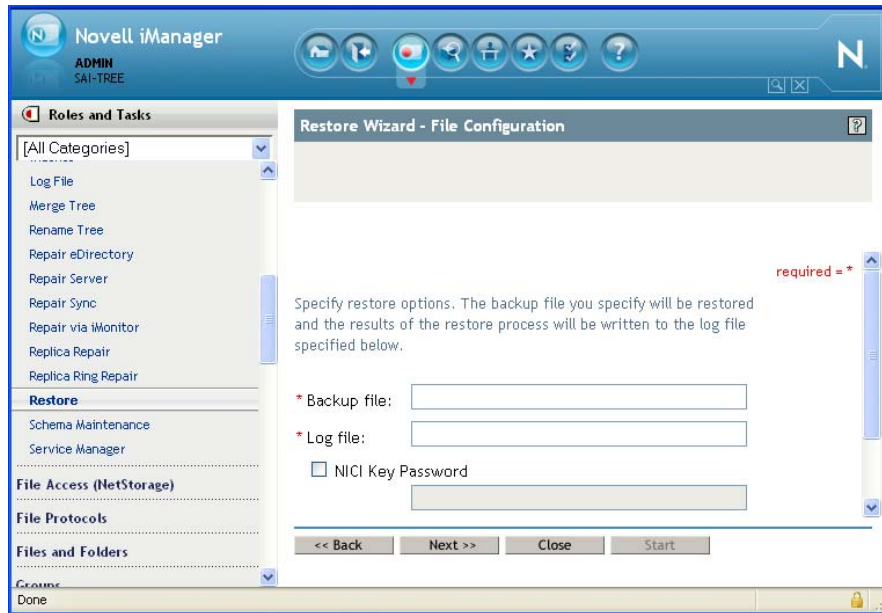 N
Novell iManager
ADMIN
SAI-TREE
N
Roles and Tasks
[All Categories]
Log File
Merge Tree
Rename Tree
Repair eDirectory
Repair Server
Repair Sync
Repair via iMonitor
Replica Repair
Replica Ring Repair
Restore
Schema Maintenance
Service Manager
File Access (NetStorage)
File Protocols
Files and Folders
Groups
Restore Wizard - File Configuration
?
required = *
Specify restore options. The backup file you specify will be restored
and the results of the restore process will be written to the log file
specified below.
* Backup file:
* Log file:
NICI Key Password
<< Back
Next >>
Close
Start
Done